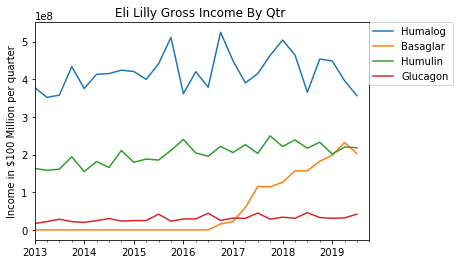 Eli Lilly Gross Income By Qtr
1e8
Humalog
Basaglar
Humulin
Glucagon
Income in $100 Million per quarter
5
4
3
2
1
0
2013 2014 2015 2016 2017 2018 2019